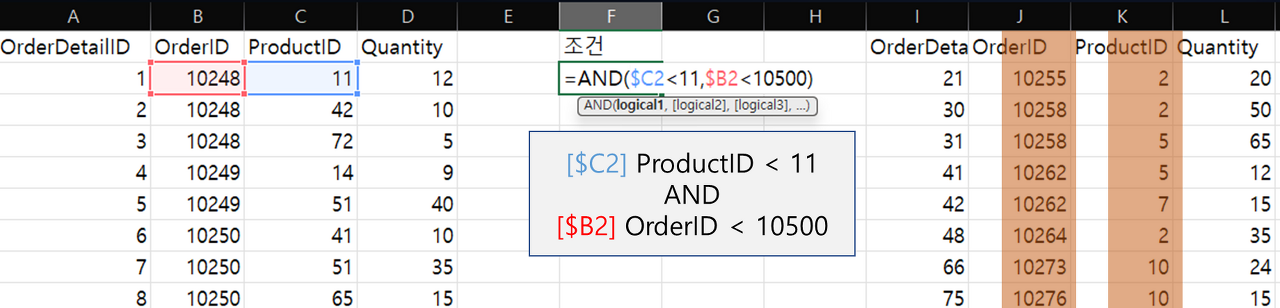 A B C D E F G H I J K L
OrderDetailID OrderID ProductID Quantity 조건 OrderDeta OrderID ProductID Quantity
1 10248 11 12 =AND($C2<11,$B2<10500) 21 10255 2 20
AND(logical1, [logical2], [logical3], ...)
2 10248 42 10 30 10258 2 50
3 10248 72 5 31 10258 5 65
4 10249 14 9 41 10262 5 12
5 10249 51 40 42 10262 7 15
6 10250 41 10 48 10264 2 35
7 10250 51 35 66 10273 10 24
8 10250 65 15 75 10276 10 15
[$C2] ProductID < 11
AND
[$B2] OrderID < 10500